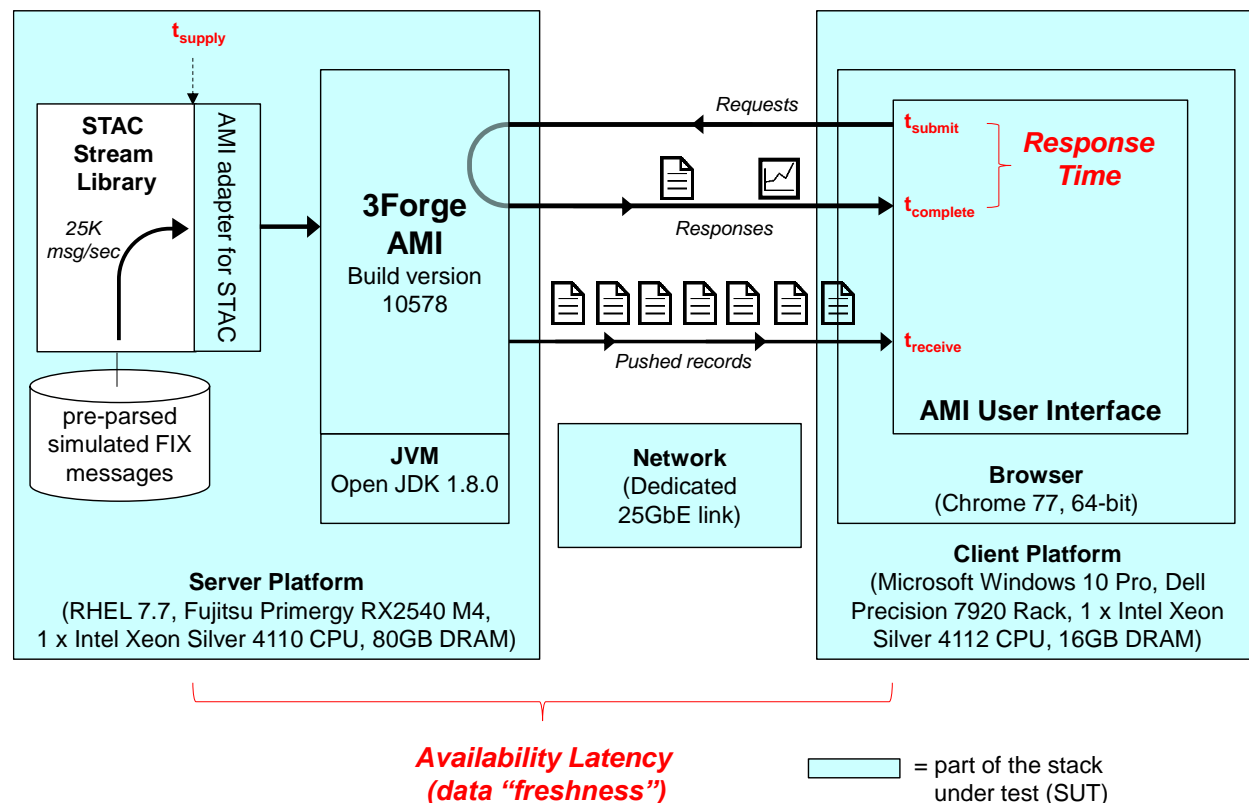 t_supply
STAC
Stream
Library
25K
msg/sec
AMI adapter for STAC
pre-parsed
simulated FIX
messages
3Forge
AMI
Build version
10578
JVM
Open JDK 1.8.0
Server Platform
(RHEL 7.7, Fujitsu Primergy RX2540 M4,
1 x Intel Xeon Silver 4110 CPU, 80GB DRAM)
Requests
Responses
Pushed records
Network
(Dedicated
25GbE link)
t_submit
Response
Time
t_complete
t_receive
AMI User Interface
Browser
(Chrome 77, 64-bit)
Client Platform
(Microsoft Windows 10 Pro, Dell
Precision 7920 Rack, 1 x Intel Xeon
Silver 4112 CPU, 16GB DRAM)
Availability Latency
(data “freshness”)
= part of the stack
under test (SUT)